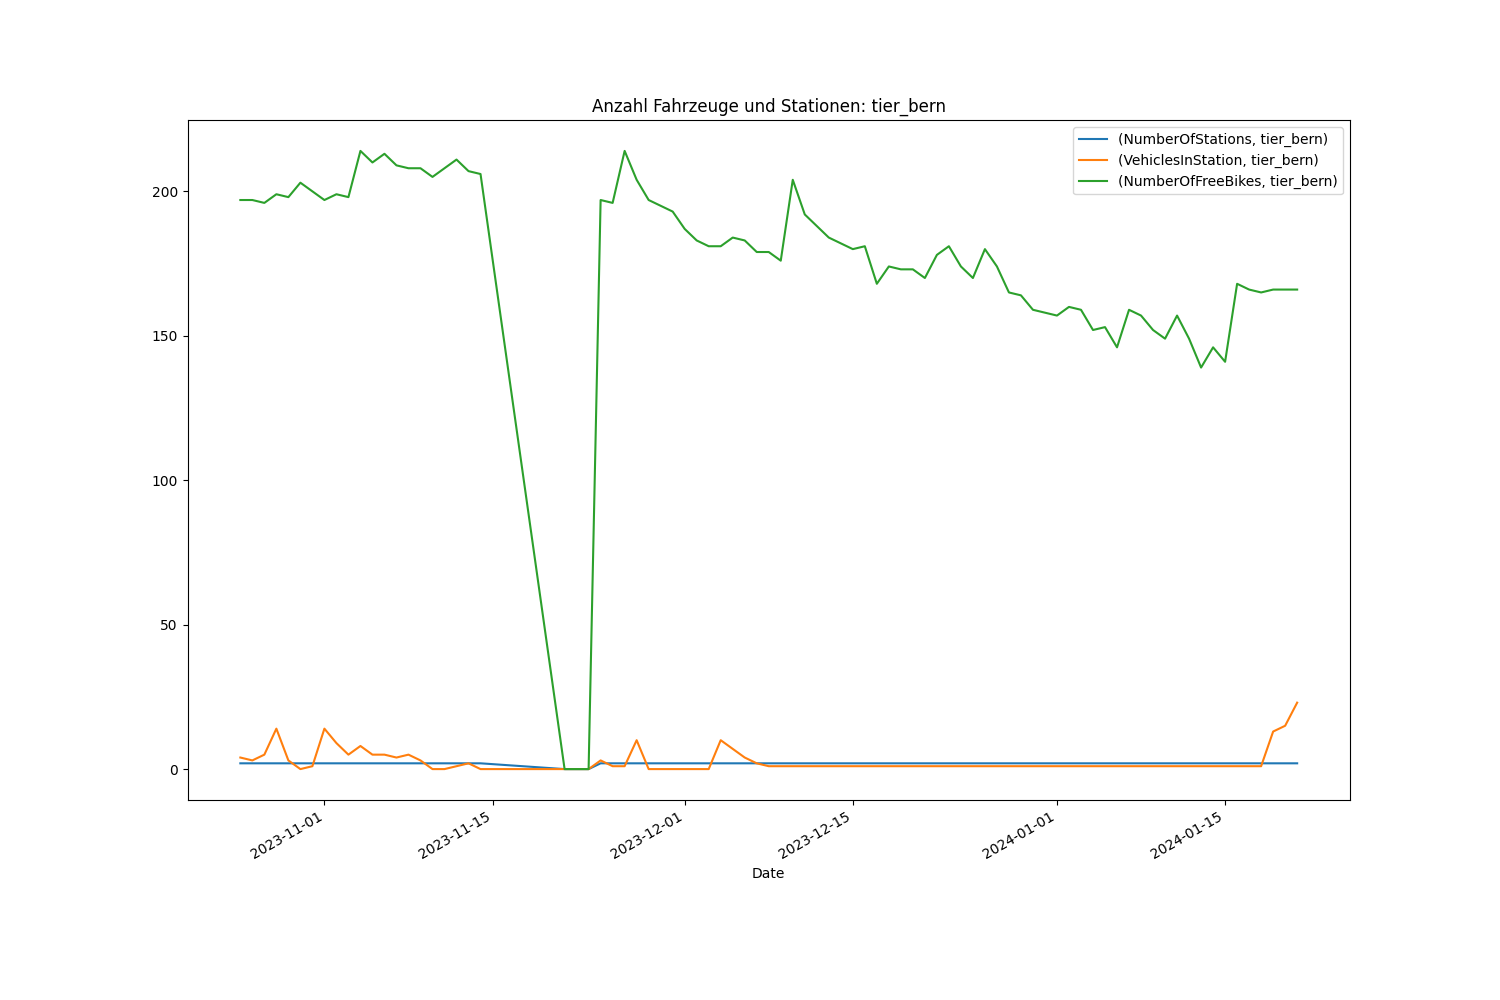 Anzahl Fahrzeuge und Stationen: tier_bern
(NumberOfStations, tier_bern)
(VehiclesInStation, tier_bern)
(NumberOfFreeBikes, tier_bern)
200
150
100
50
0
2023-11-01
2023-11-15
2023-12-01
2023-12-15
2024-01-01
2024-01-15
Date